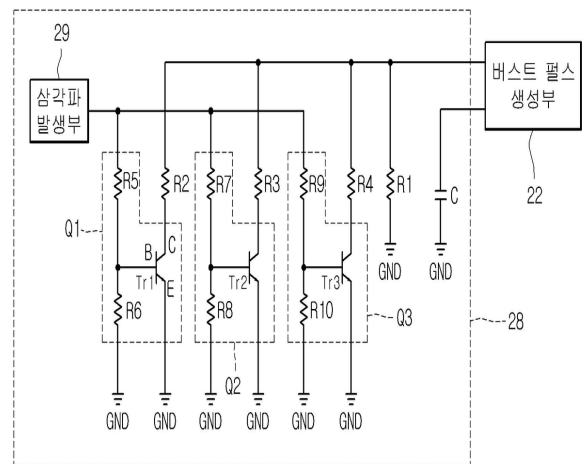 29
삼각파
발생부
버스트 펄스
생성부
22
R5
R2
R7
R3
R9
R4
R1
C
Q1
B
C
Tr1
E
Tr2
Tr3
GND
GND
R6
R8
R10
Q3
28
Q2
GND
GND
GND
GND
GND
GND